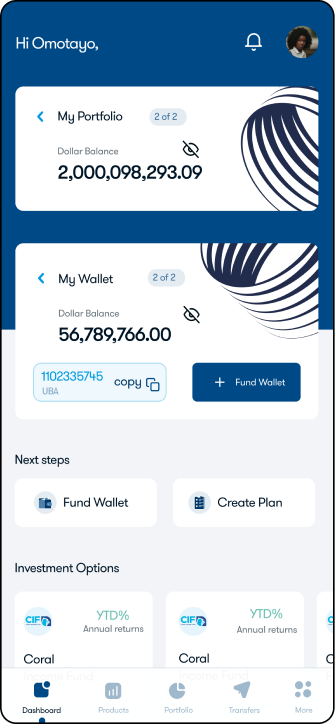 Hi Omotayo,
My Portfolio
2 of 2
Dollar Balance
2,000,098,293.09
My Wallet
2 of 2
Dollar Balance
56,789,766.00
1102335745
UBA
copy
Fund Wallet
Next steps
Fund Wallet
Create Plan
Investment Options
CIF
YTD%
Annual returns
Coral
Income Fund
CIF
YTD%
Annual returns
Coral
Income Fund
Dashboard
Products
Portfolio
Transfers
More